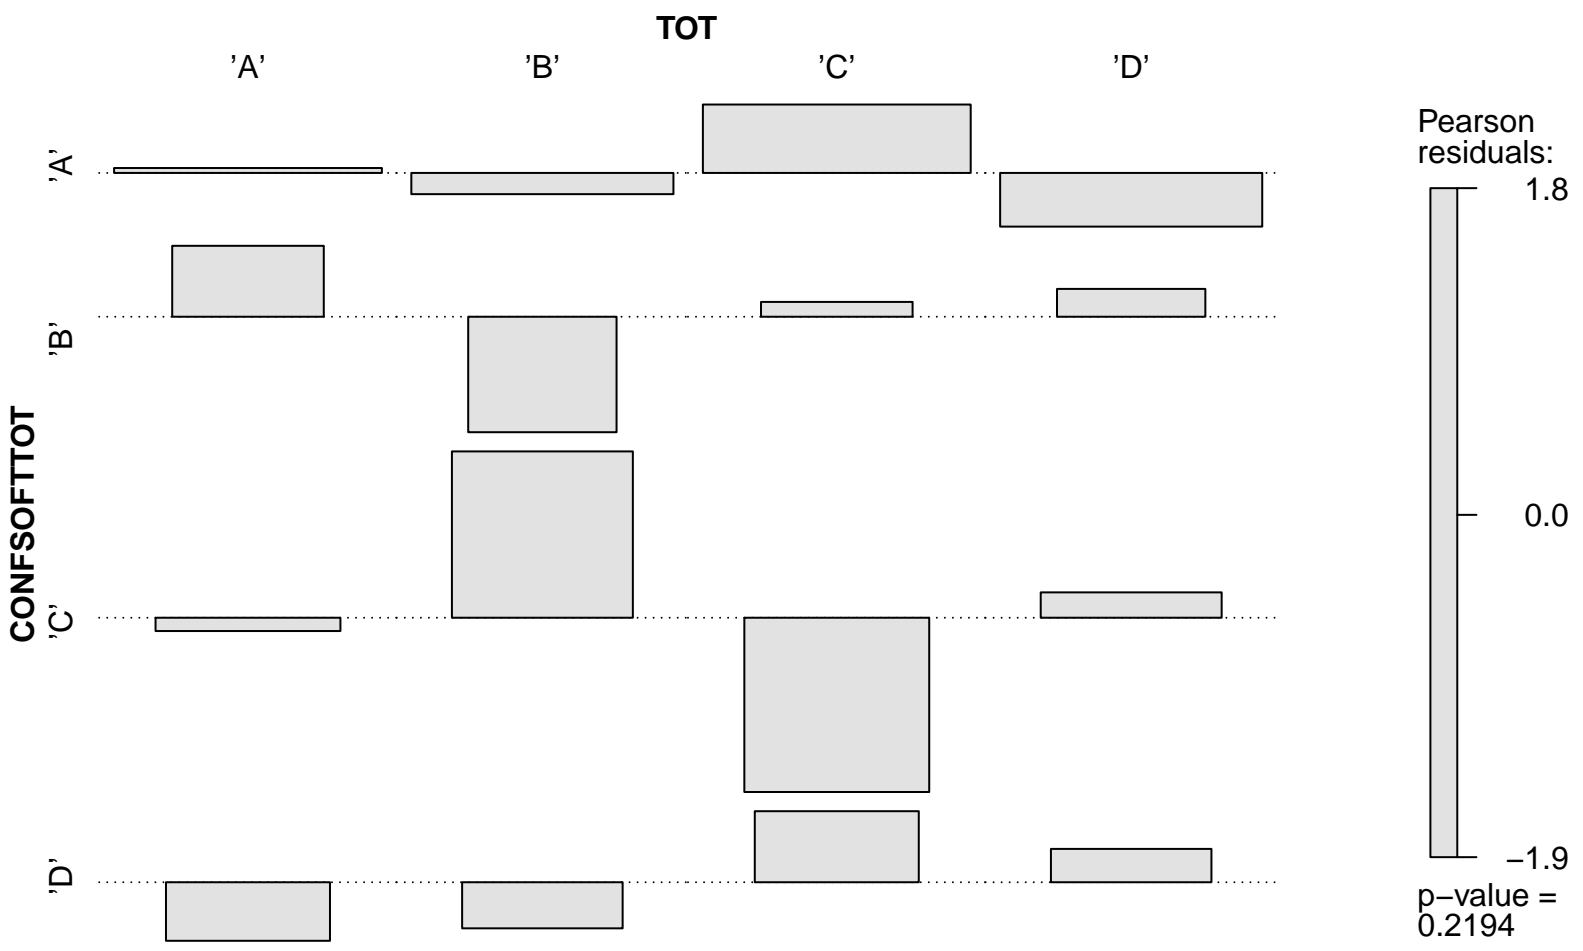 TOT
’A’ ’B’ ’C’ ’D’
CONFSOFTTOT
’A’
’B’
’C’
’D’
Pearson
residuals:
1.8
0.0
−1.9
p−value =
0.2194